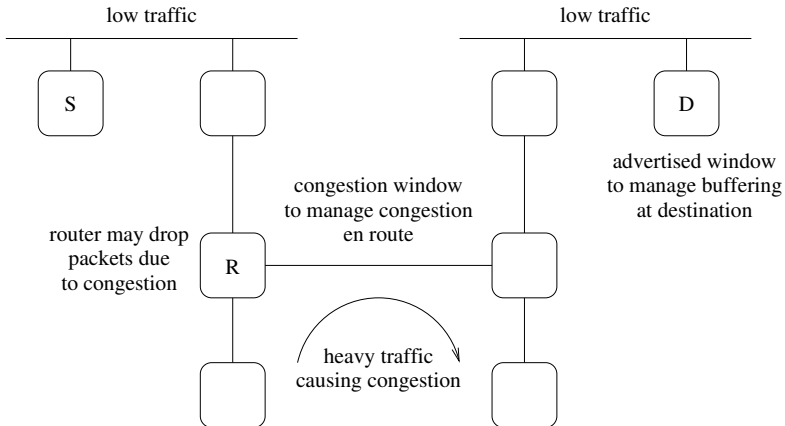 low traffic
low traffic
S
D
advertised window
to manage buffering
at destination
congestion window
to manage congestion
en route
router may drop
packets due
to congestion
R
heavy traffic
causing congestion